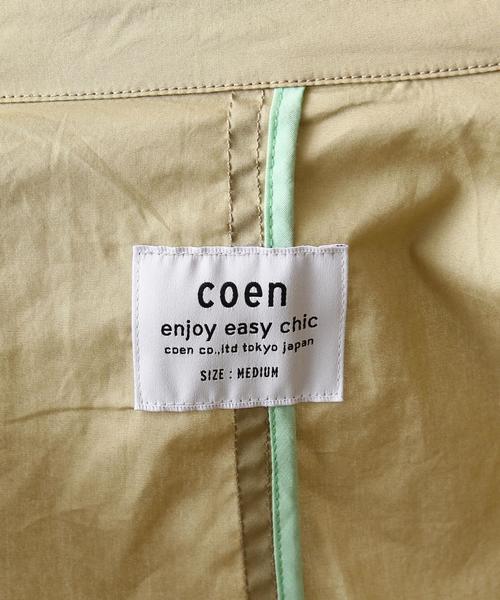 coen
enjoy easy chic
coen co.,ltd tokyo japan
SIZE : MEDIUM